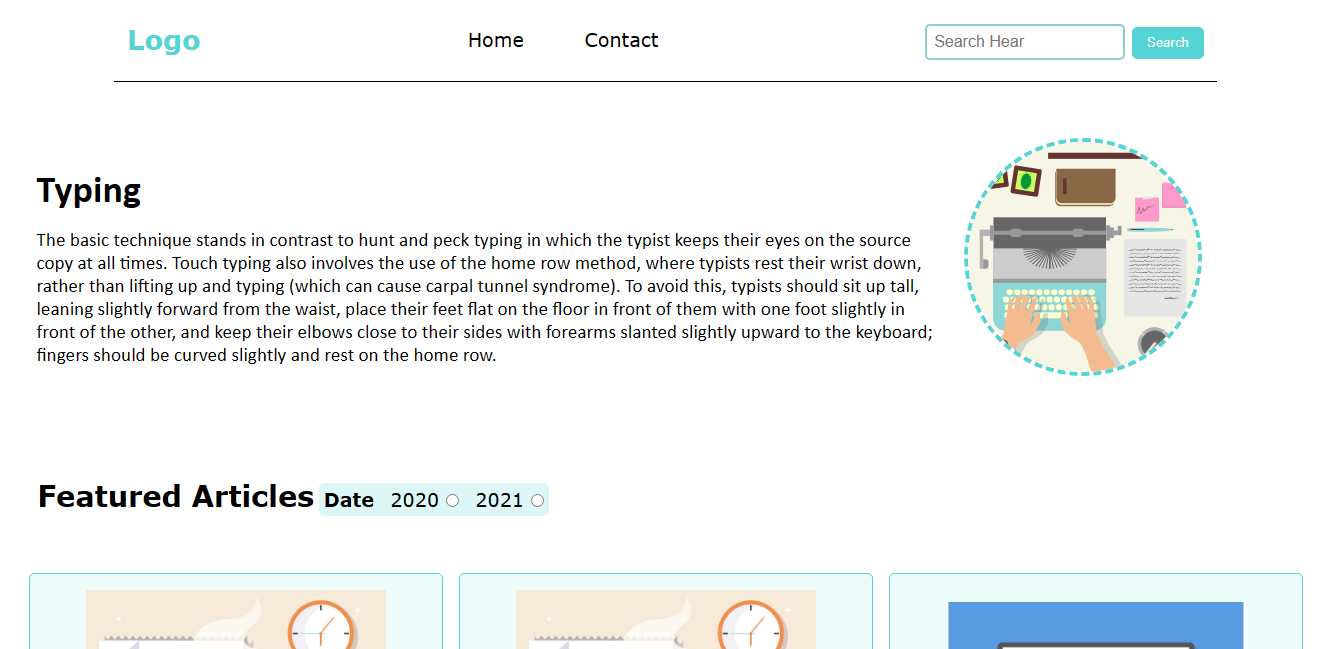 Logo
Home
Contact
Search Hear
Search
Typing
The basic technique stands in contrast to hunt and peck typing in which the typist keeps their eyes on the source
copy at all times. Touch typing also involves the use of the home row method, where typists rest their wrist down,
rather than lifting up and typing (which can cause carpal tunnel syndrome). To avoid this, typists should sit up tall,
leaning slightly forward from the waist, place their feet flat on the floor in front of them with one foot slightly in
front of the other, and keep their elbows close to their sides with forearms slanted slightly upward to the keyboard;
fingers should be curved slightly and rest on the home row.
Featured Articles
Date 2020 2021